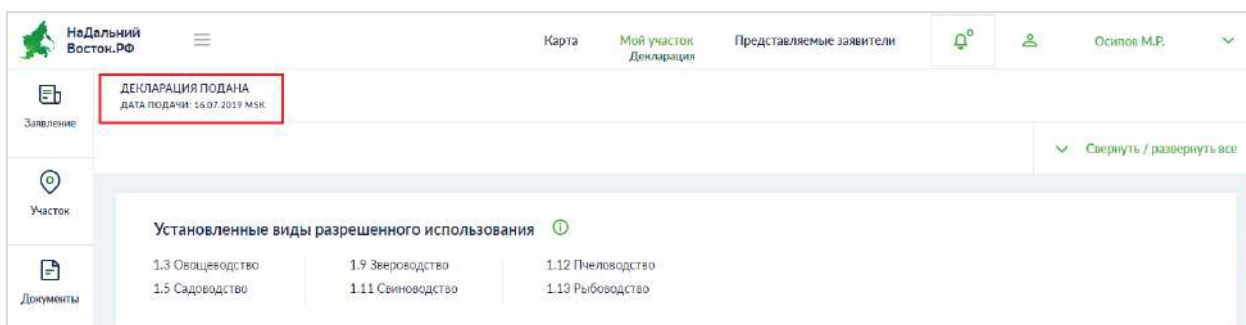 НаДальний
Восток.РФ
Карта
Мой участок
Декларация
Представляемые заявители
Осипов М.Р.
Заявление
ДЕКЛАРАЦИЯ ПОДАНА
ДАТА ПОДАЧИ: 16.07.2019 MSK
Свернуть / развернуть все
Участок
Установленные виды разрешенного использования
1.3 Овощеводство
1.9 Звероводство
1.12 Пчеловодство
1.5 Садоводство
1.11 Свиноводство
1.13 Рыбоводство
Документы